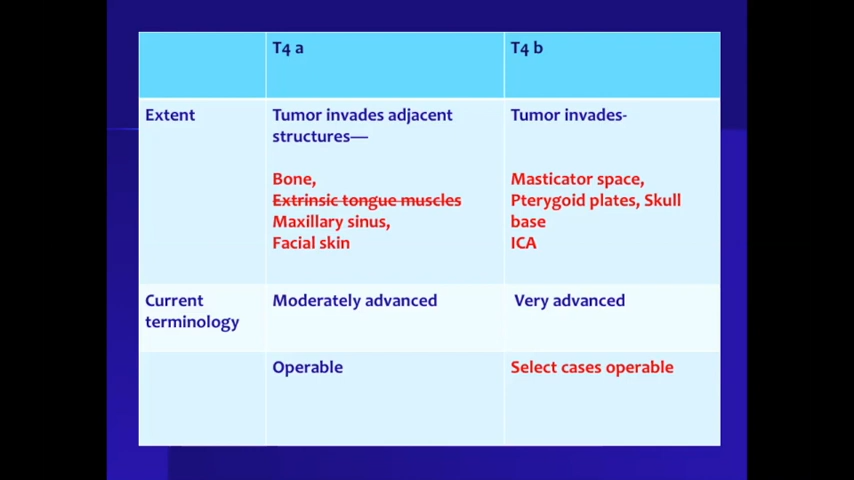 T4 a
T4 b
Extent
Tumor invades adjacent
structures—
Bone,
Extrinsic tongue muscles
Maxillary sinus,
Facial skin
Tumor invades-
Masticator space,
Pterygoid plates, Skull
base
ICA
Current
terminology
Moderately advanced
Very advanced
Operable
Select cases operable